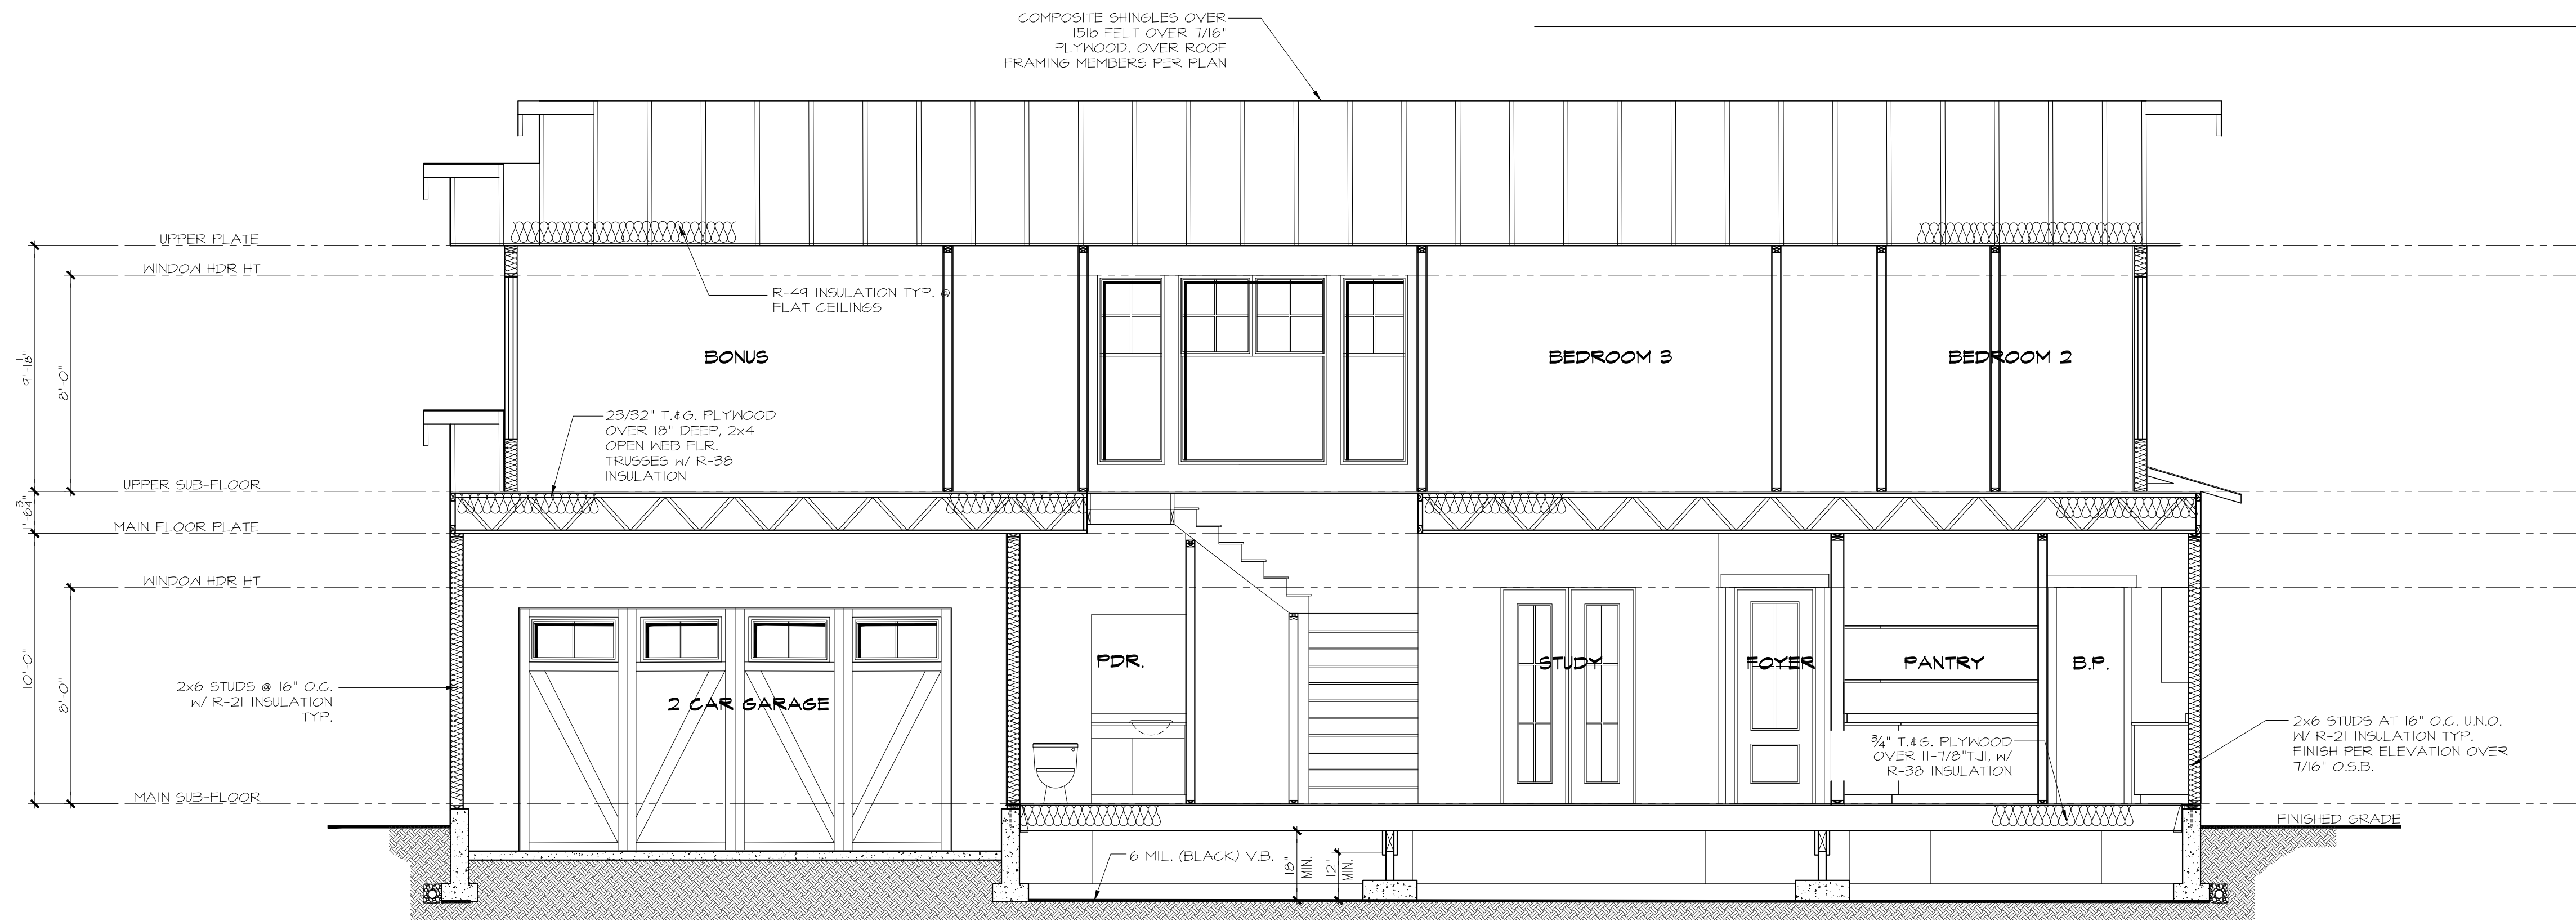 COMPOSITE SHINGLES OVER
15lb FELT OVER 7/16"
PLYWOOD. OVER ROOF
FRAMING MEMBERS PER PLAN
UPPER PLATE
WINDOW HDR HT
R-49 INSULATION TYP. @
FLAT CEILINGS
9'-1⅛"
8'-0"
BONUS
BEDROOM 3
BEDROOM 2
23/32" T.&G. PLYWOOD
OVER 18" DEEP, 2x4
OPEN WEB FLR.
TRUSSES W/ R-38
INSULATION
UPPER SUB-FLOOR
1'-6¾"
MAIN FLOOR PLATE
WINDOW HDR HT
10'-0"
8'-0"
2x6 STUDS @ 16" O.C.
W/ R-21 INSULATION
TYP.
2 CAR GARAGE
PDR.
STUDY
FOYER
PANTRY
B.P.
¾" T.&G. PLYWOOD
OVER 11-7/8"TJI, W/
R-38 INSULATION
2x6 STUDS AT 16" O.C. U.N.O.
W/ R-21 INSULATION TYP.
FINISH PER ELEVATION OVER
7/16" O.S.B.
MAIN SUB-FLOOR
FINISHED GRADE
6 MIL. (BLACK) V.B.
18"
MIN.
12"
MIN.